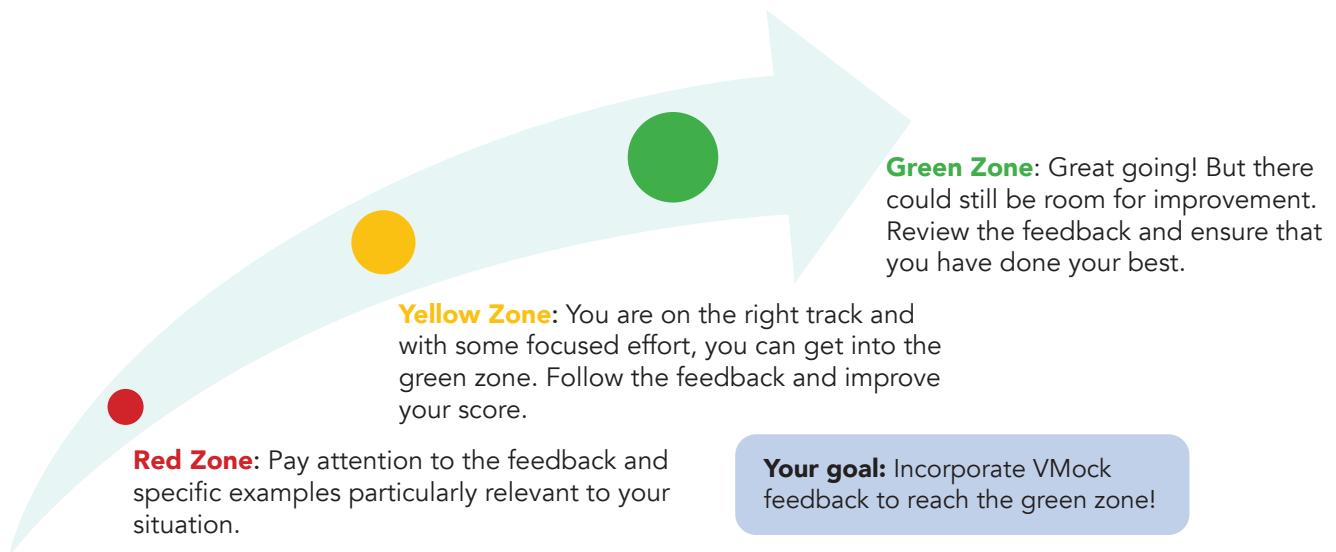 Green Zone: Great going! But there
could still be room for improvement.
Review the feedback and ensure that
you have done your best.
Yellow Zone: You are on the right track and
with some focused effort, you can get into the
green zone. Follow the feedback and improve
your score.
Red Zone: Pay attention to the feedback and
specific examples particularly relevant to your
situation.
Your goal: Incorporate VMock
feedback to reach the green zone!